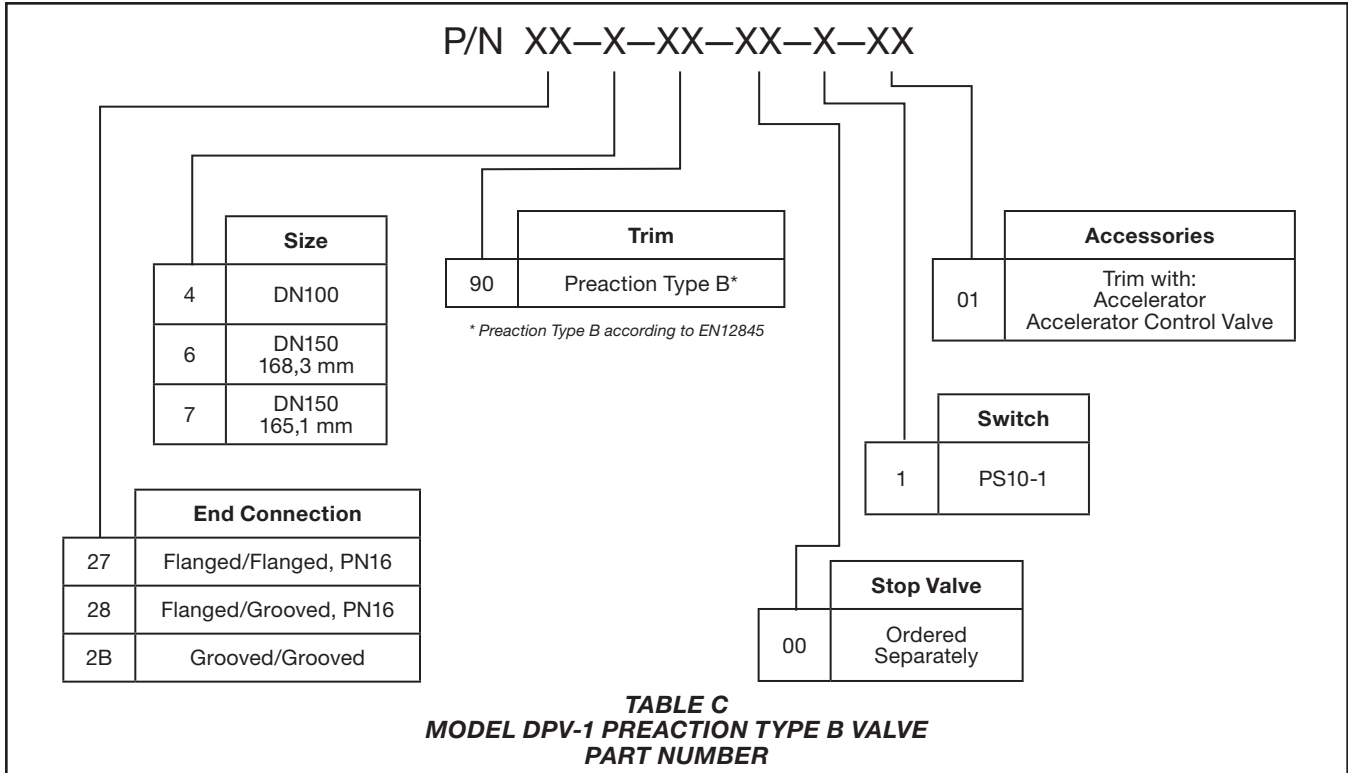 P/N XX—X—XX—XX—X—XX
Size
4 DN100
6 DN150
168,3 mm
7 DN150
165,1 mm
Trim
90 Preaction Type B*
* Preaction Type B according to EN12845
Accessories
01 Trim with:
Accelerator
Accelerator Control Valve
Switch
1 PS10-1
End Connection
27 Flanged/Flanged, PN16
28 Flanged/Grooved, PN16
2B Grooved/Grooved
Stop Valve
00 Ordered
Separately
TABLE C
MODEL DPV-1 PREACTION TYPE B VALVE
PART NUMBER